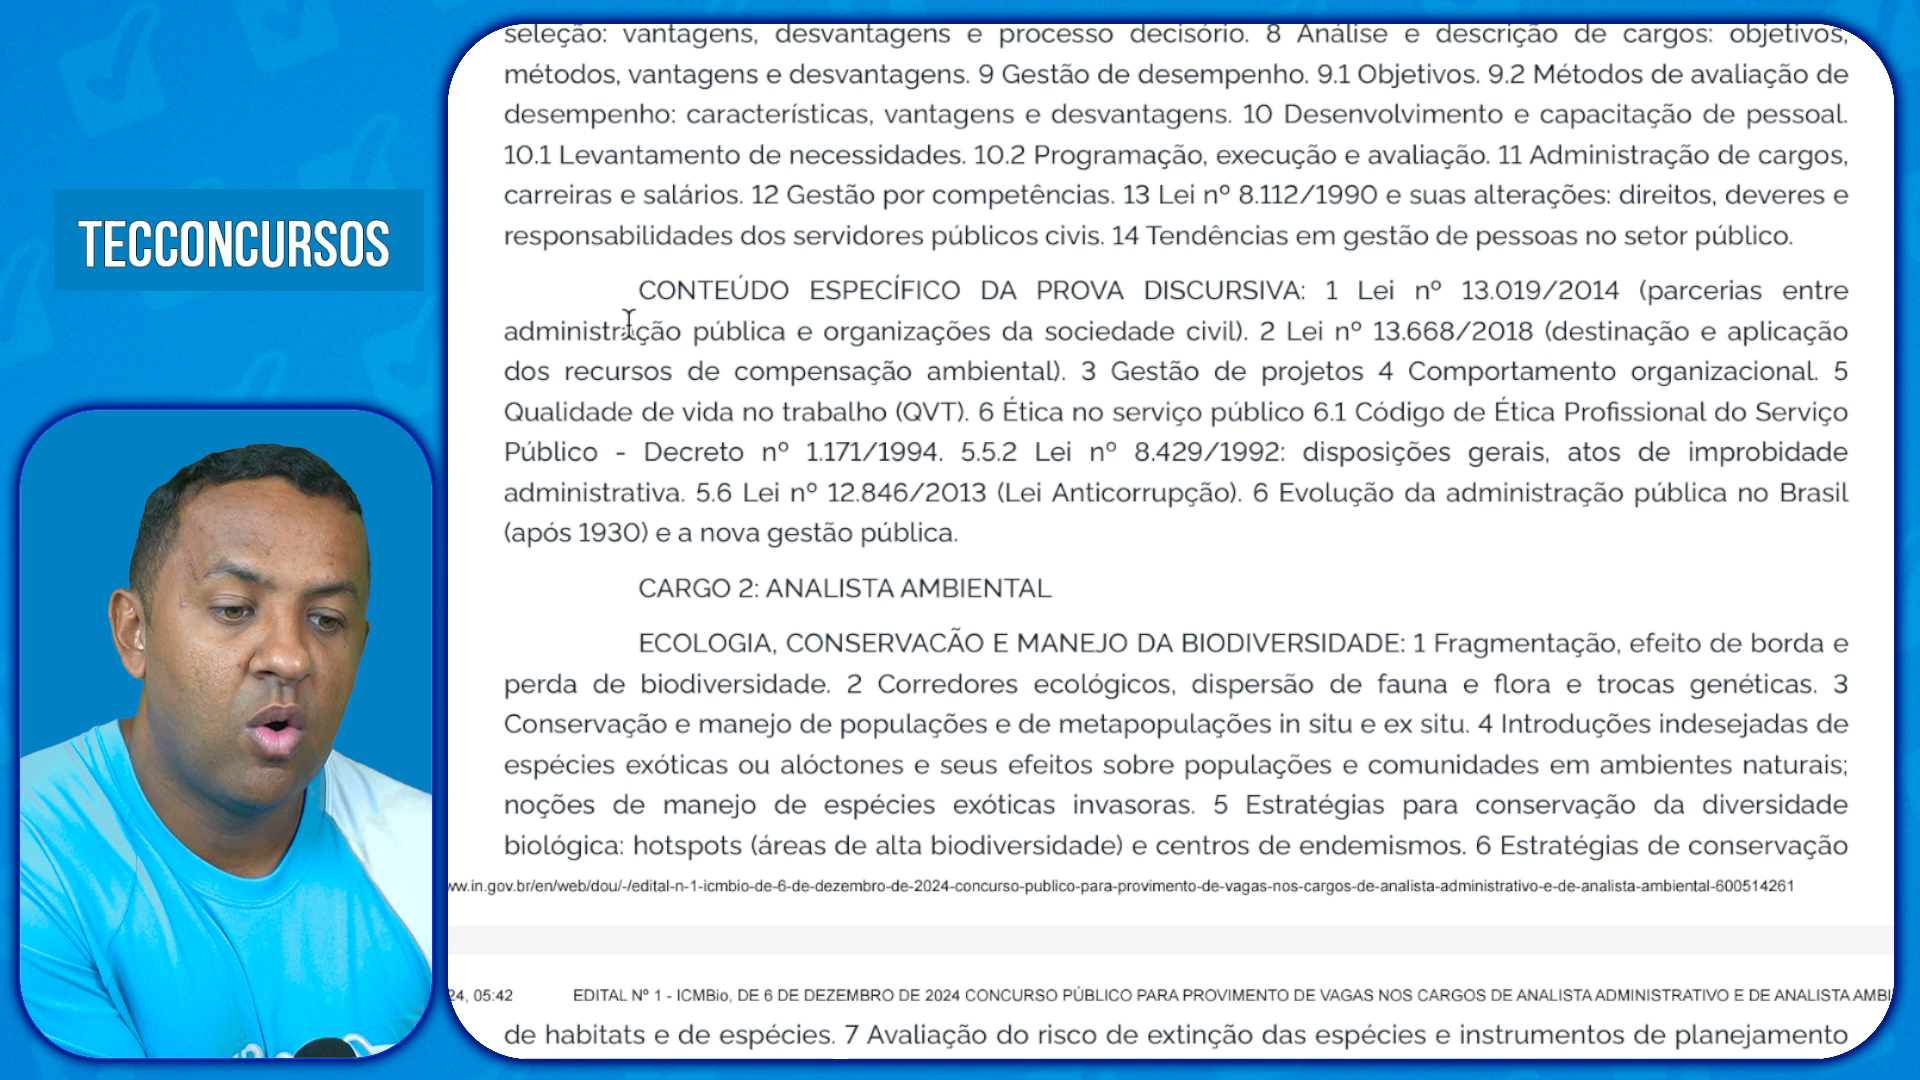 TECCONCURSOS
seleção: vantagens, desvantagens e processo decisório. 8 Análise e descrição de cargos: objetivos,
métodos, vantagens e desvantagens. 9 Gestão de desempenho. 9.1 Objetivos. 9.2 Métodos de avaliação de
desempenho: características, vantagens e desvantagens. 10 Desenvolvimento e capacitação de pessoal.
10.1 Levantamento de necessidades. 10.2 Programação, execução e avaliação. 11 Administração de cargos,
carreiras e salários. 12 Gestão por competências. 13 Lei nº 8.112/1990 e suas alterações: direitos, deveres e
responsabilidades dos servidores públicos civis. 14 Tendências em gestão de pessoas no setor público.
CONTEÚDO ESPECÍFICO DA PROVA DISCURSIVA: 1 Lei nº 13.019/2014 (parcerias entre
administração pública e organizações da sociedade civil). 2 Lei nº 13.668/2018 (destinação e aplicação
dos recursos de compensação ambiental). 3 Gestão de projetos 4 Comportamento organizacional. 5
Qualidade de vida no trabalho (QVT). 6 Ética no serviço público 6.1 Código de Ética Profissional do Serviço
Público - Decreto nº 1.171/1994. 5.5.2 Lei nº 8.429/1992: disposições gerais, atos de improbidade
administrativa. 5.6 Lei nº 12.846/2013 (Lei Anticorrupção). 6 Evolução da administração pública no Brasil
(após 1930) e a nova gestão pública.
CARGO 2: ANALISTA AMBIENTAL
ECOLOGIA, CONSERVACÃO E MANEJO DA BIODIVERSIDADE: 1 Fragmentação, efeito de borda e
perda de biodiversidade. 2 Corredores ecológicos, dispersão de fauna e flora e trocas genéticas. 3
Conservação e manejo de populações e de metapopulações in situ e ex situ. 4 Introduções indesejadas de
espécies exóticas ou alóctones e seus efeitos sobre populações e comunidades em ambientes naturais;
noções de manejo de espécies exóticas invasoras. 5 Estratégias para conservação da diversidade
biológica: hotspots (áreas de alta biodiversidade) e centros de endemismos. 6 Estratégias de conservação
ww.in.gov.br/en/web/dou/-/edital-n-1-icmbio-de-6-de-dezembro-de-2024-concurso-publico-para-provimento-de-vagas-nos-cargos-de-analista-administrativo-e-de-analista-ambiental-600514261
24, 05:42 EDITAL Nº 1 - ICMBio, DE 6 DE DEZEMBRO DE 2024 CONCURSO PÚBLICO PARA PROVIMENTO DE VAGAS NOS CARGOS DE ANALISTA ADMINISTRATIVO E DE ANALISTA AMBI
de habitats e de espécies. 7 Avaliação do risco de extinção das espécies e instrumentos de planejamento